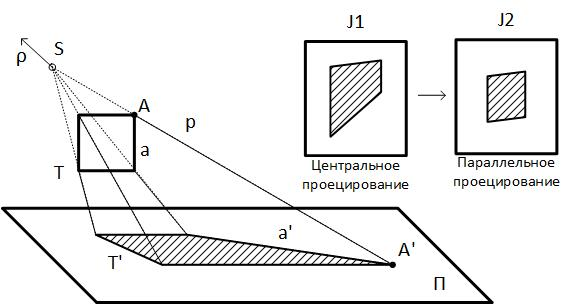 J1
J2
S
ρ
A
p
a
T
Центральное
проецирование
Параллельное
проецирование
a'
A'
T'
П